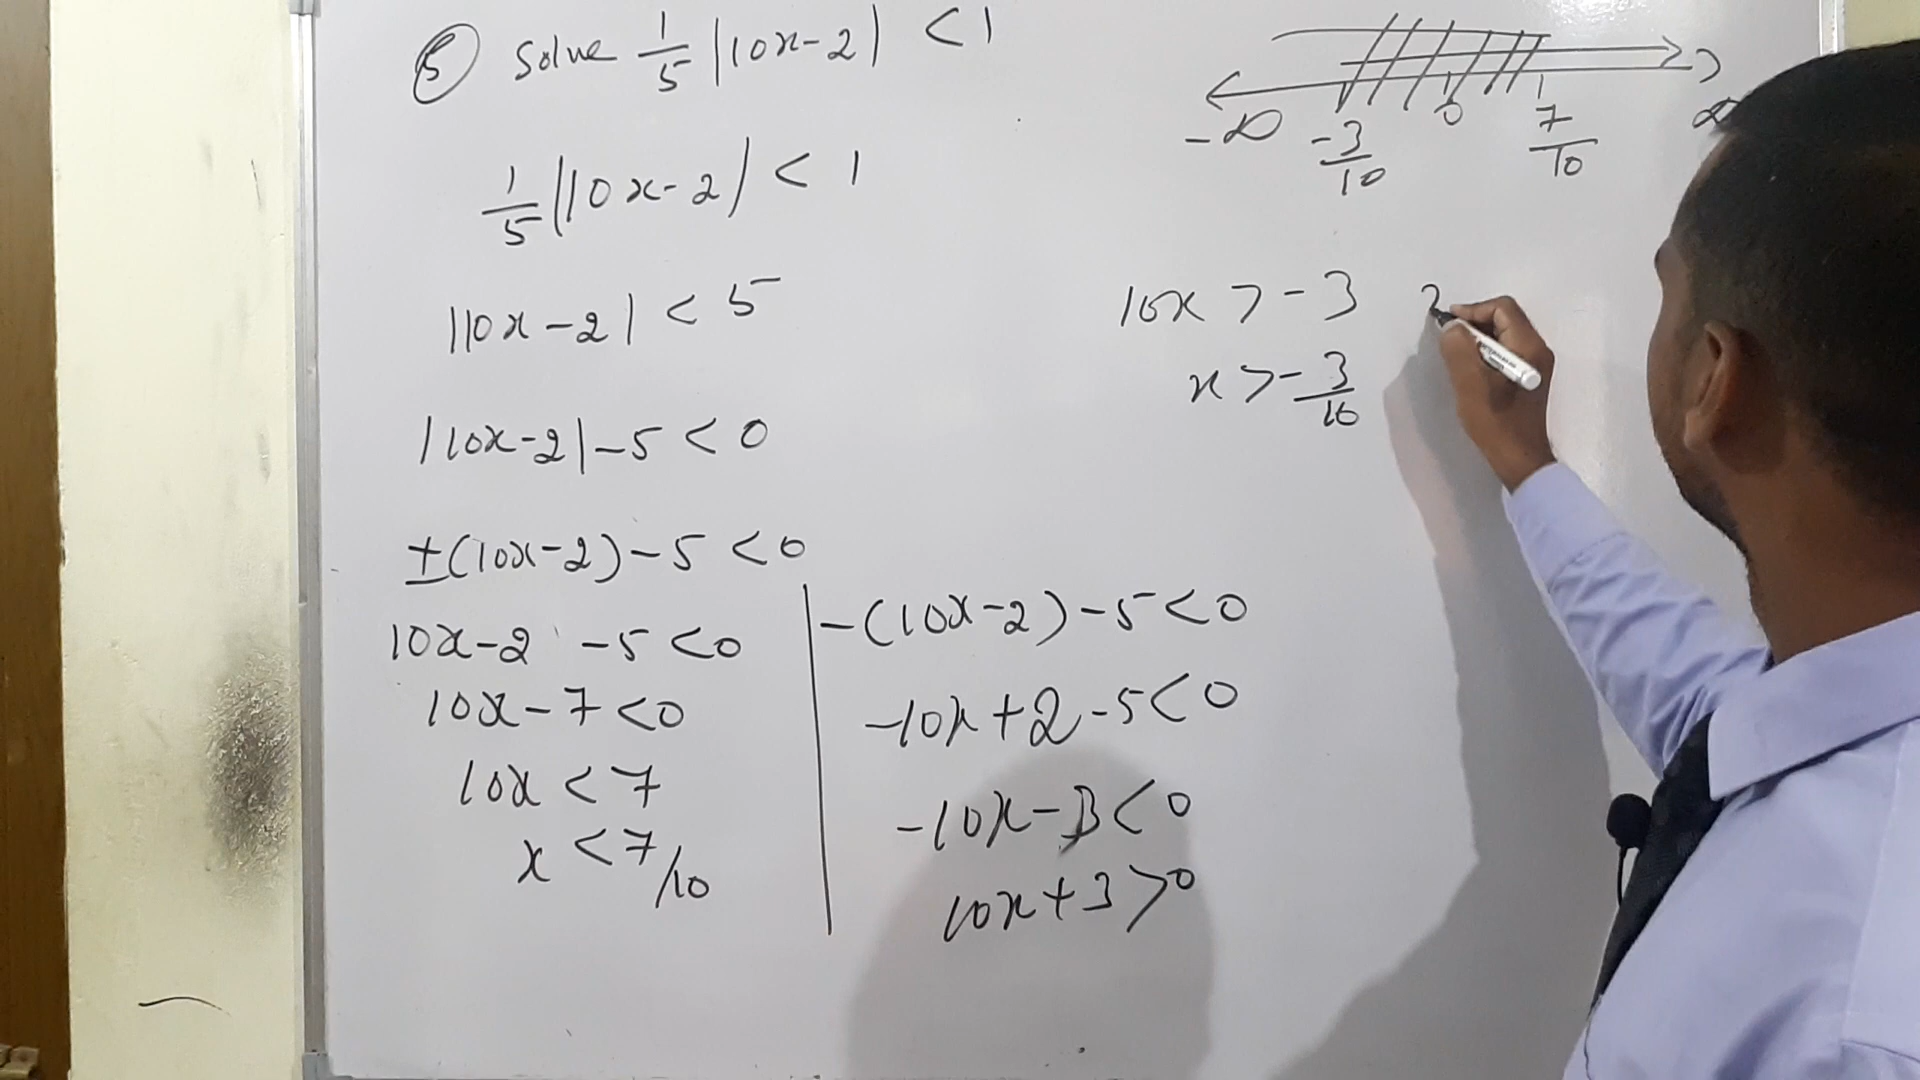 ⑤ Solve 1/5 |10x-2| < 1
1/5 |10x-2| < 1
|10x-2| < 5
|10x-2|-5 < 0
±(10x-2)-5 < 0
10x-2 -5 < 0
10x-7 < 0
10x < 7
x < 7/10
-(10x-2)-5 < 0
-10x+2-5 < 0
-10x-3 < 0
10x+3 > 0
-∞ -3/10 0 7/10 ∞
10x > -3
x > -3/10